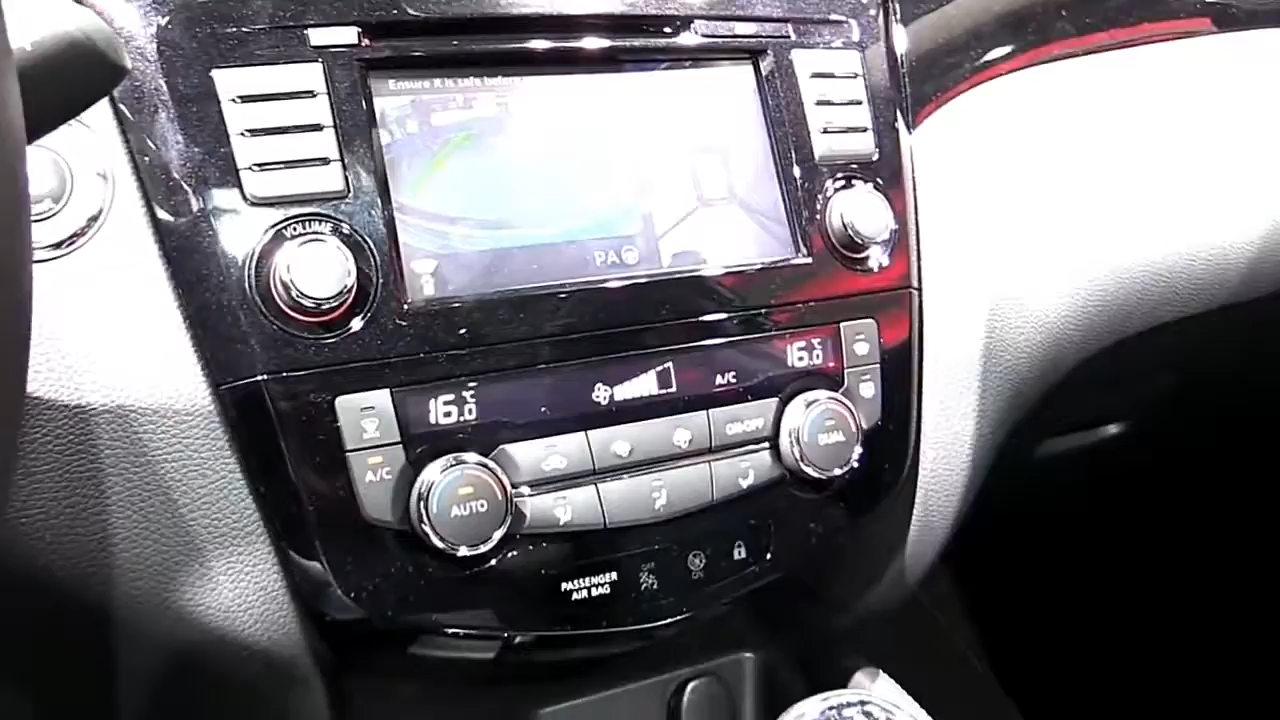 Ensure it is safe before
VOLUME
PA
16.0°C
A/C
16.0°C
A/C
AUTO
ON·OFF
DUAL
PASSENGER
AIR BAG
OFF
ON